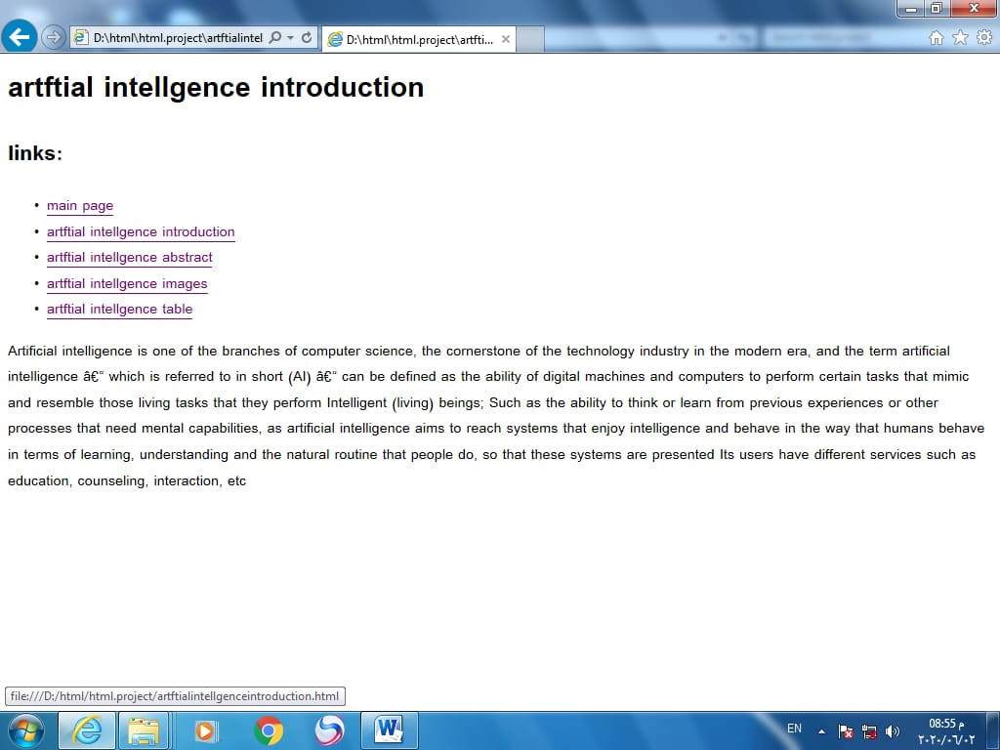 D:\html\html.project\artftialintel
D:\html\html.project\artfti...
artftial intellgence introduction
links:
• main page
• artftial intellgence introduction
• artftial intellgence abstract
• artftial intellgence images
• artftial intellgence table
Artificial intelligence is one of the branches of computer science, the cornerstone of the technology industry in the modern era, and the term artificial
intelligence â€“ which is referred to in short (AI) â€“ can be defined as the ability of digital machines and computers to perform certain tasks that mimic
and resemble those living tasks that they perform Intelligent (living) beings; Such as the ability to think or learn from previous experiences or other
processes that need mental capabilities, as artificial intelligence aims to reach systems that enjoy intelligence and behave in the way that humans behave
in terms of learning, understanding and the natural routine that people do, so that these systems are presented Its users have different services such as
education, counseling, interaction, etc
file:///D:/html/html.project/artftialintellgenceintroduction.html
EN
08:55 م
٢٠٢٠/٠٦/٠٢